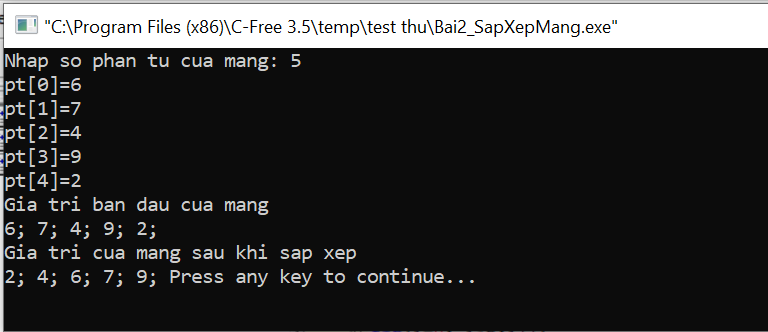 "C:\Program Files (x86)\C-Free 3.5\temp\test thu\Bai2_SapXepMang.exe"
Nhap so phan tu cua mang: 5
pt[0]=6
pt[1]=7
pt[2]=4
pt[3]=9
pt[4]=2
Gia tri ban dau cua mang
6; 7; 4; 9; 2;
Gia tri cua mang sau khi sap xep
2; 4; 6; 7; 9; Press any key to continue...